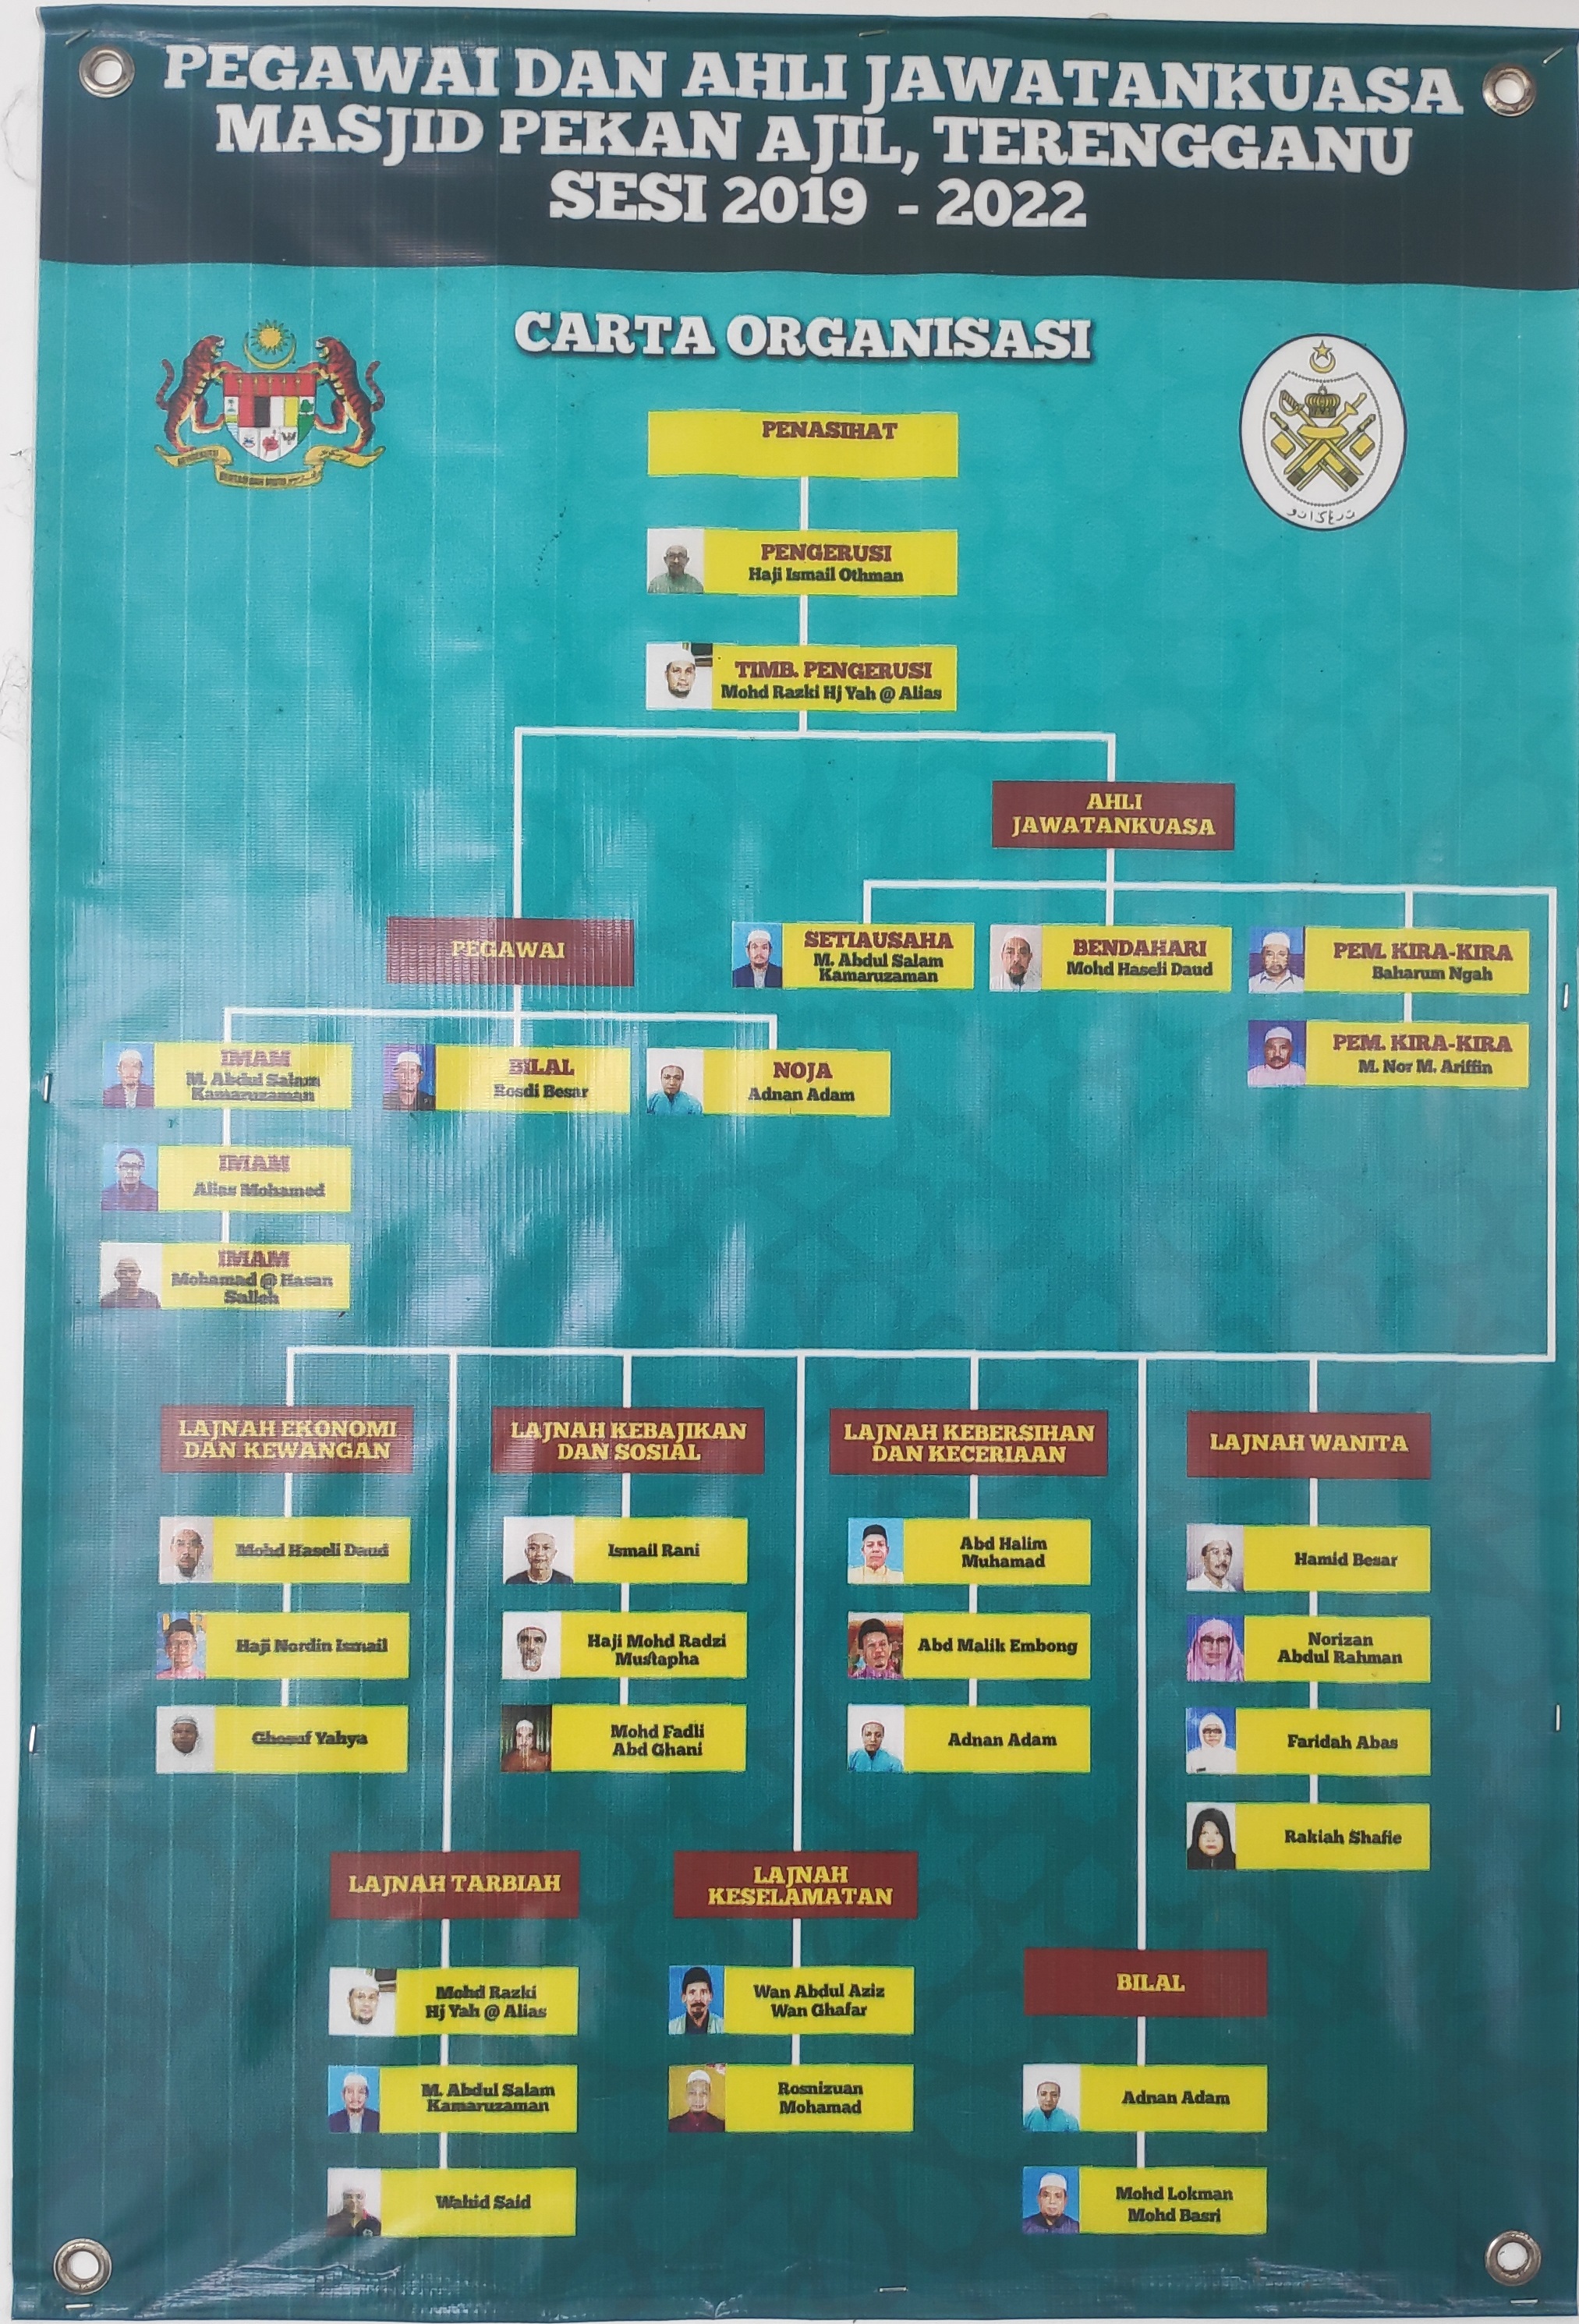 PEGAWAI DAN AHLI JAWATANKUASA
MASJID PEKAN AJIL, TERENGGANU
SESI 2019 - 2022
CARTA ORGANISASI
PENASIHAT
PENGERUSI
Haji Ismail Othman
TIMB. PENGERUSI
Mohd Razki Hj Yah @ Alias
AHLI
JAWATANKUASA
PEGAWAI
SETIAUSAHA
M. Abdul Salam
Kamaruzaman
BENDAHARI
Mohd Haseli Daud
PEM. KIRA-KIRA
Baharum Ngah
PEM. KIRA-KIRA
M. Nor M. Ariffin
IMAM
M. Abdul Salam
Kamaruzaman
BILAL
Rosdi Besar
NOJA
Adnan Adam
IMAM
Alias Mohamed
IMAM
Mohamad @ Hasan
Salleh
LAJNAH EKONOMI
DAN KEWANGAN
Mohd Haseli Daud
Haji Nordin Ismail
Ghosuf Yahya
LAJNAH KEBAJIKAN
DAN SOSIAL
Ismail Rani
Haji Mohd Radzi
Mustapha
Mohd Fadli
Abd Ghani
LAJNAH KEBERSIHAN
DAN KECERIAAN
Abd Halim
Muhamad
Abd Malik Embong
Adnan Adam
LAJNAH WANITA
Hamid Besar
Norizan
Abdul Rahman
Faridah Abas
Rakiah Shafie
LAJNAH TARBIAH
Mohd Razki
Hj Yah @ Alias
M. Abdul Salam
Kamaruzaman
Wahid Said
LAJNAH
KESELAMATAN
Wan Abdul Aziz
Wan Ghafar
Rosnizuan
Mohamad
BILAL
Adnan Adam
Mohd Lokman
Mohd Basri